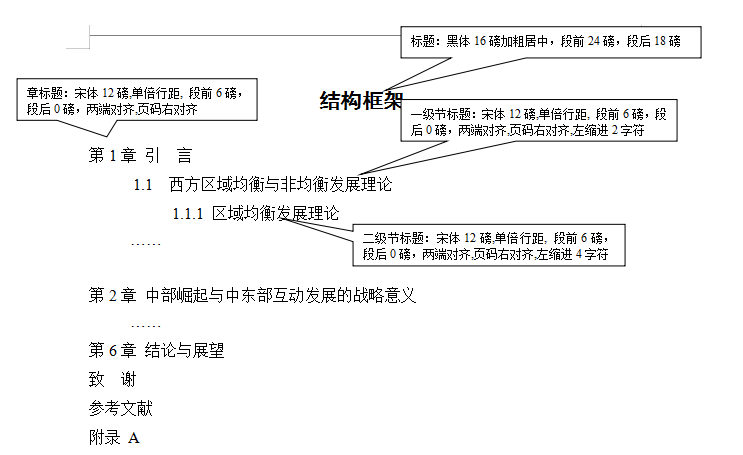 标题：黑体 16 磅加粗居中，段前 24 磅，段后 18 磅
章标题：宋体 12 磅,单倍行距, 段前 6 磅，
段后 0 磅，两端对齐,页码右对齐
结构框架
一级节标题：宋体 12 磅,单倍行距, 段前 6 磅，段
后 0 磅，两端对齐,页码右对齐,左缩进 2 字符
第 1 章 引　言
1.1　西方区域均衡与非均衡发展理论
1.1.1 区域均衡发展理论
……
二级节标题：宋体 12 磅,单倍行距, 段前 6 磅，
段后 0 磅，两端对齐,页码右对齐,左缩进 4 字符
第 2 章 中部崛起与中东部互动发展的战略意义
……
第 6 章 结论与展望
致　谢
参考文献
附录 A